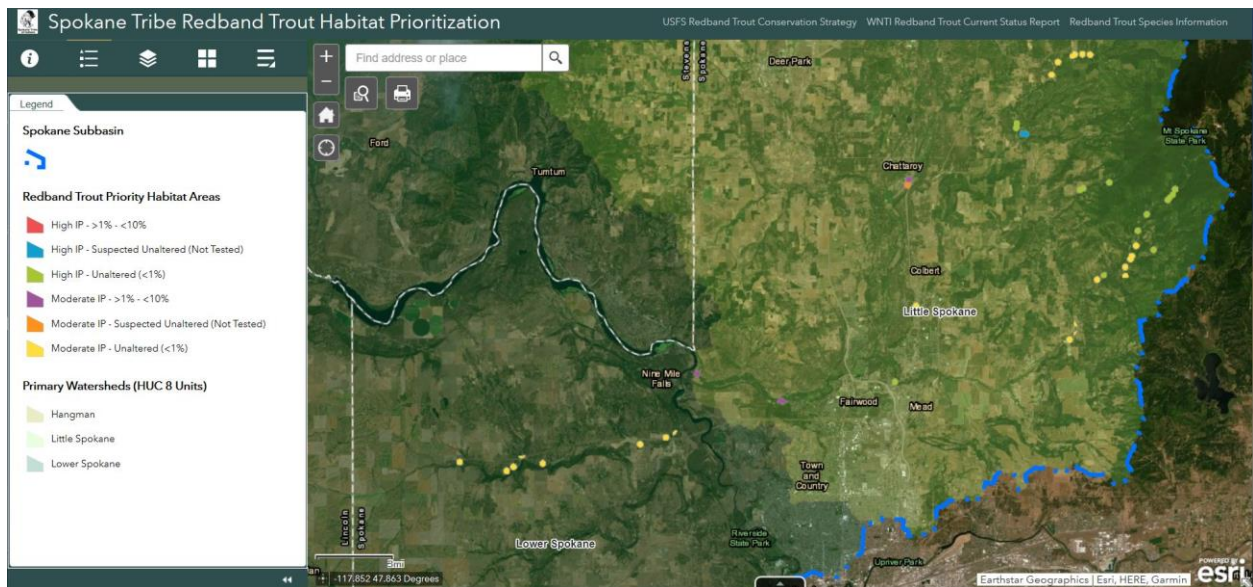 Spokane Tribe Redband Trout Habitat Prioritization
USFS Redband Trout Conservation Strategy WNTI Redband Trout Current Status Report Redband Trout Species Information
Legend
Spokane Subbasin
Redband Trout Priority Habitat Areas
High IP - >1% - <10%
High IP - Suspected Unaltered (Not Tested)
High IP - Unaltered (<1%)
Moderate IP - >1% - <10%
Moderate IP - Suspected Unaltered (Not Tested)
Moderate IP - Unaltered (<1%)
Primary Watersheds (HUC 8 Units)
Hangman
Little Spokane
Lower Spokane
Find address or place
Stevens
Spokane
Deer Park
Ford
Tumtum
Chattaroy
Mt Spokane
State Park
Colbert
Little Spokane
Nine Mile
Falls
Fairwood
Mead
Town
and
Country
Lincoln
Spokane
Lower Spokane
Riverside
State Park
Upriver Park
-117.852 47.863 Degrees
Earthstar Geographics | Esri, HERE, Garmin
POWERED BY
esri